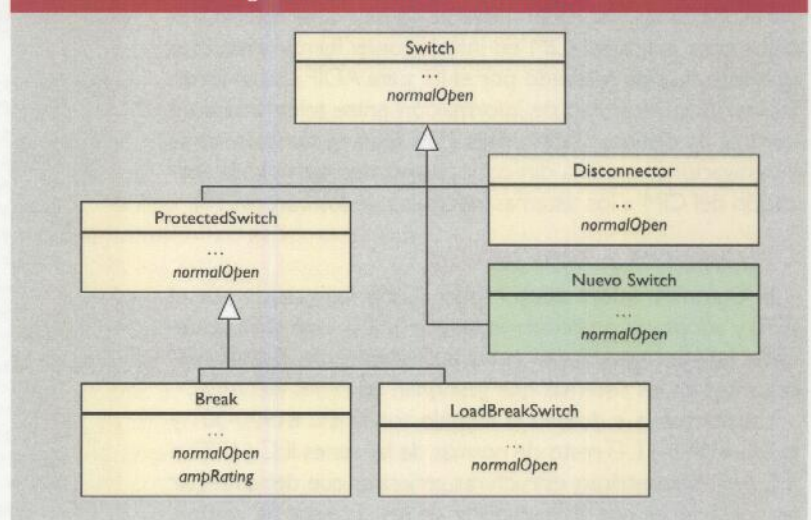 Switch
...
normalOpen
Disconnector
...
normalOpen
ProtectedSwitch
...
normalOpen
Nuevo Switch
...
normalOpen
Break
...
normalOpen
ampRating
LoadBreakSwitch
...
normalOpen